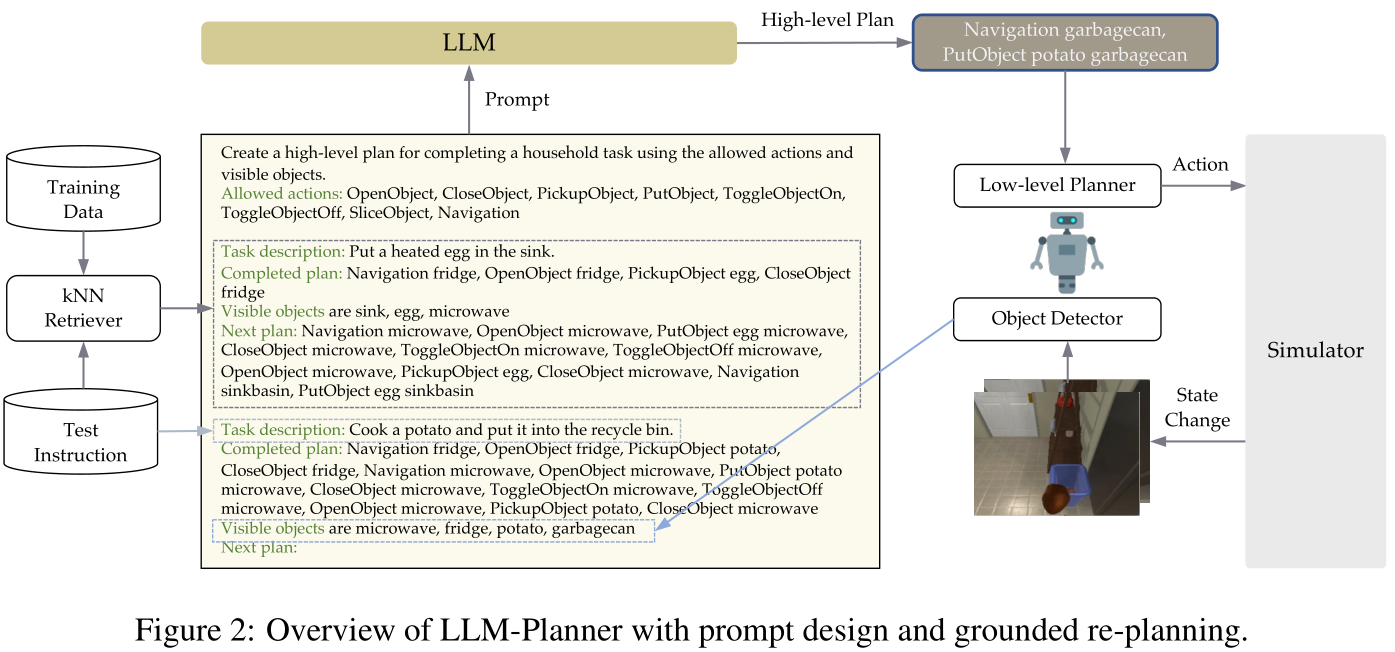 LLM
High-level Plan
Navigation garbagecan,
PutObject potato garbagecan
Prompt
Create a high-level plan for completing a household task using the allowed actions and
visible objects.
Allowed actions: OpenObject, CloseObject, PickupObject, PutObject, ToggleObjectOn,
ToggleObjectOff, SliceObject, Navigation
Task description: Put a heated egg in the sink.
Completed plan: Navigation fridge, OpenObject fridge, PickupObject egg, CloseObject
fridge
Visible objects are sink, egg, microwave
Next plan: Navigation microwave, OpenObject microwave, PutObject egg microwave,
CloseObject microwave, ToggleObjectOn microwave, ToggleObjectOff microwave,
OpenObject microwave, PickupObject egg, CloseObject microwave, Navigation
sinkbasin, PutObject egg sinkbasin
Task description: Cook a potato and put it into the recycle bin.
Completed plan: Navigation fridge, OpenObject fridge, PickupObject potato,
CloseObject fridge, Navigation microwave, OpenObject microwave, PutObject potato
microwave, CloseObject microwave, ToggleObjectOn microwave, ToggleObjectOff
microwave, OpenObject microwave, PickupObject potato, CloseObject microwave
Visible objects are microwave, fridge, potato, garbagecan
Next plan:
Training
Data
kNN
Retriever
Test
Instruction
Low-level Planner
Action
Object Detector
State
Change
Simulator
Figure 2: Overview of LLM-Planner with prompt design and grounded re-planning.